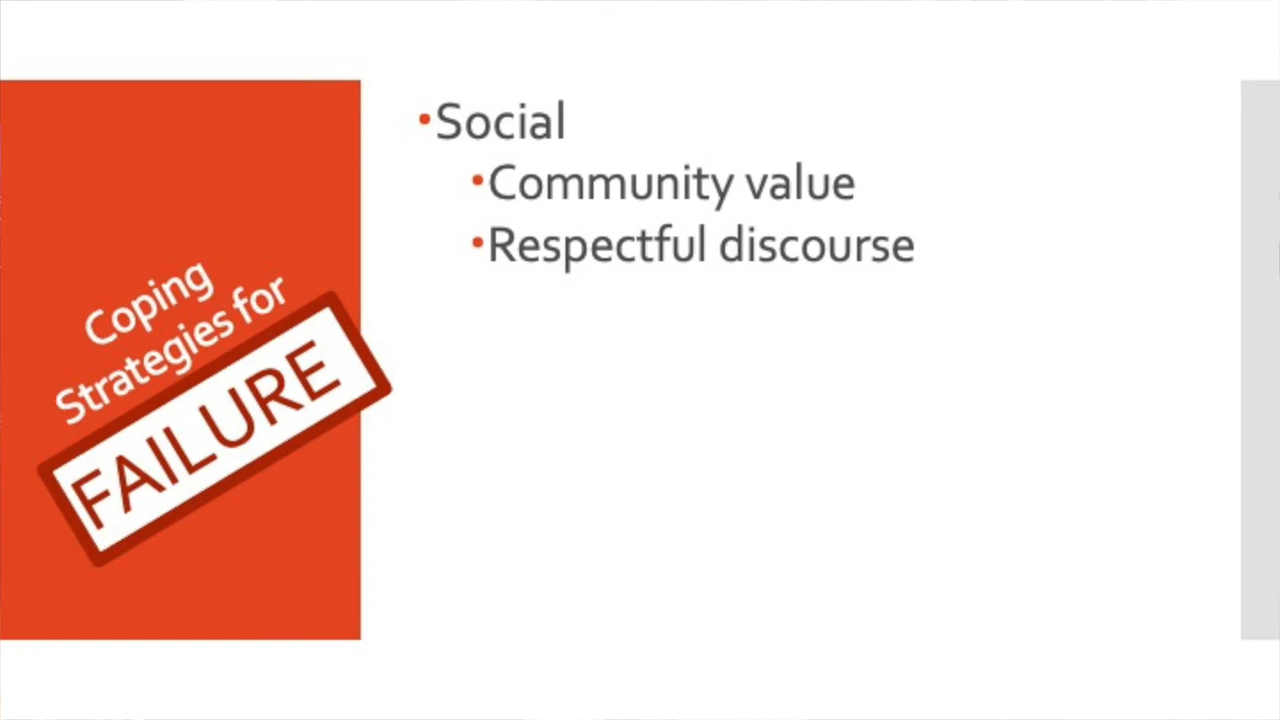 Coping
Strategies for
FAILURE
•Social
•Community value
•Respectful discourse